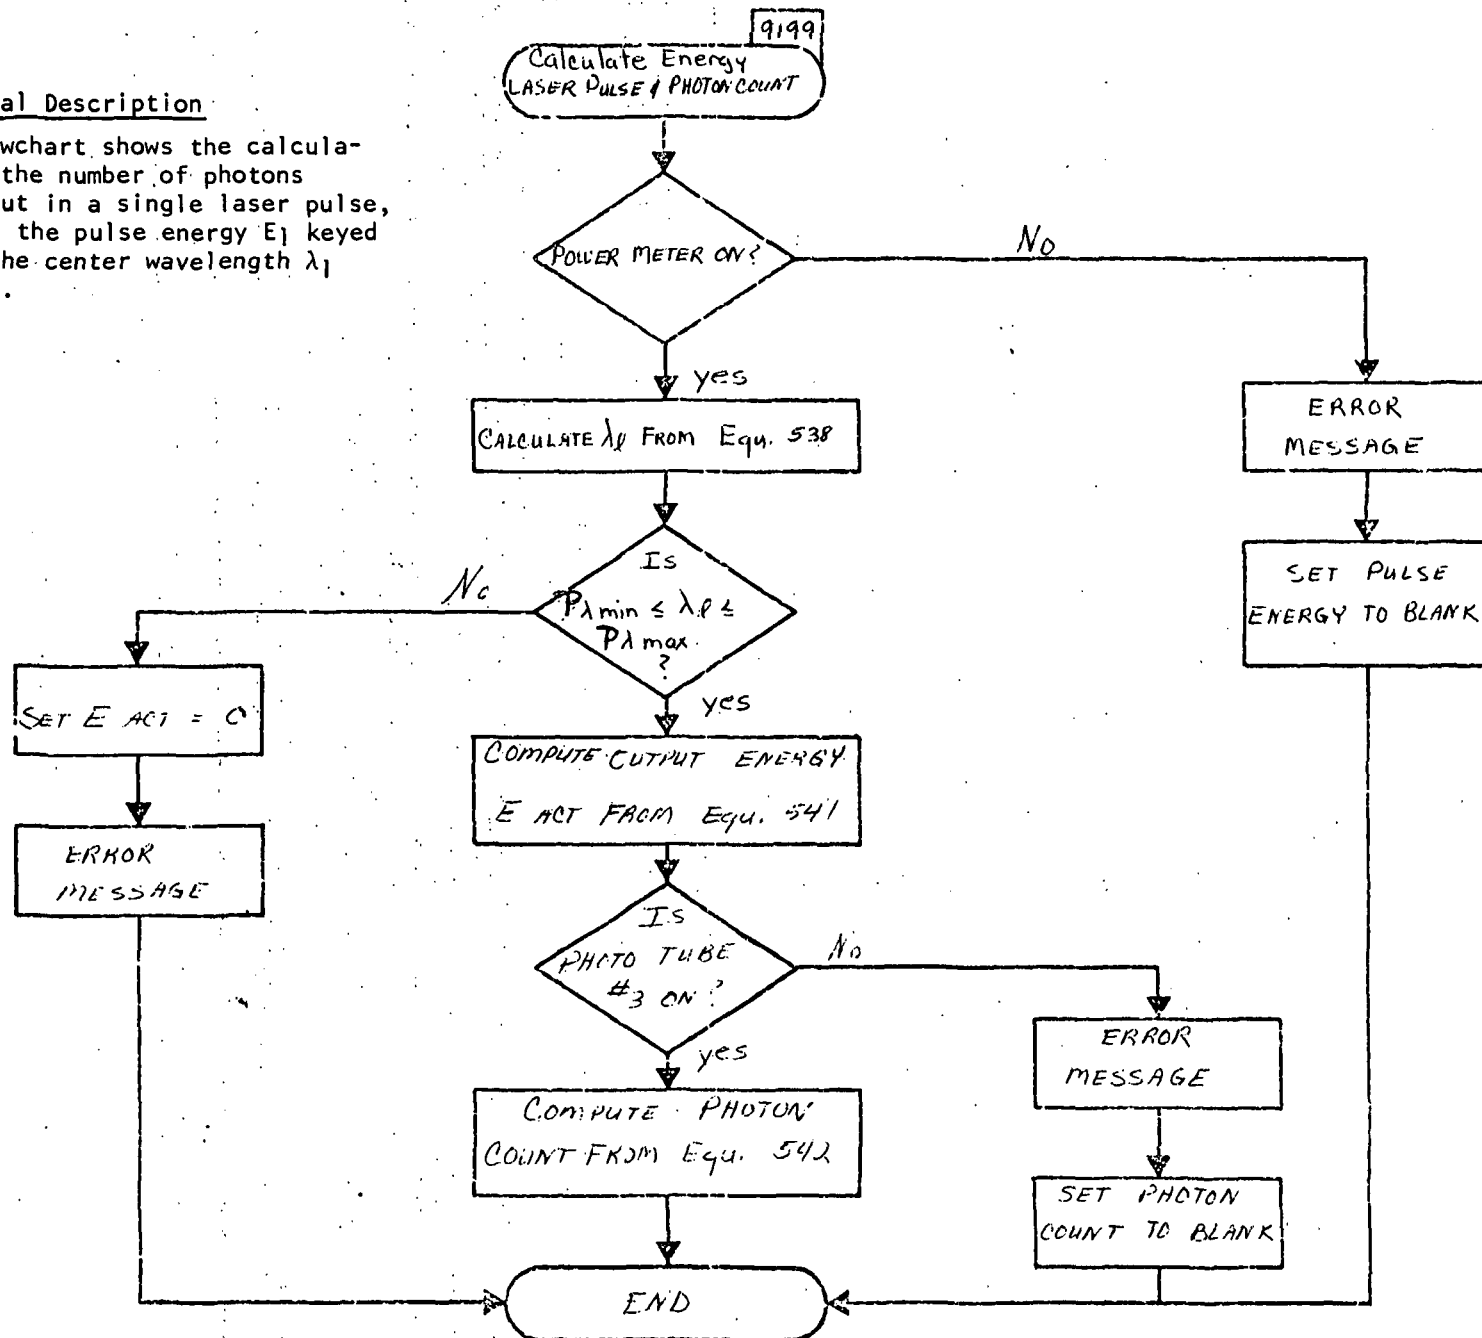 9199
Calculate Energy
LASER PULSE & PHOTON COUNT
al Description
wchart shows the calcula-
the number of photons
ut in a single laser pulse,
the pulse energy E1 keyed
he center wavelength λ1
.
POWER METER ON?
No
yes
ERROR
MESSAGE
CALCULATE λℓ FROM Equ. 538
SET PULSE
ENERGY TO BLANK
Is
Pλmin ≤ λℓ ≤
Pλmax
?
No
yes
SET E ACT = 0
COMPUTE OUTPUT ENERGY
E ACT FROM Equ. 541
ERROR
MESSAGE
Is
PHOTO TUBE
#3 ON?
No
yes
ERROR
MESSAGE
COMPUTE PHOTON
COUNT FROM Equ. 542
SET PHOTON
COUNT TO BLANK
END